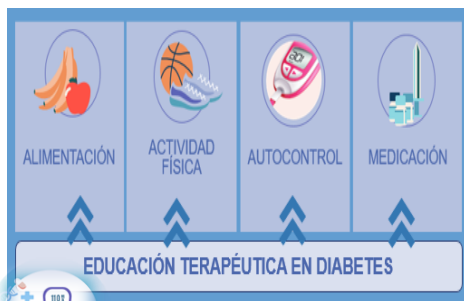 ALIMENTACIÓN
ACTIVIDAD
FÍSICA
AUTOCONTROL
MEDICACIÓN
EDUCACIÓN TERAPÉUTICA EN DIABETES